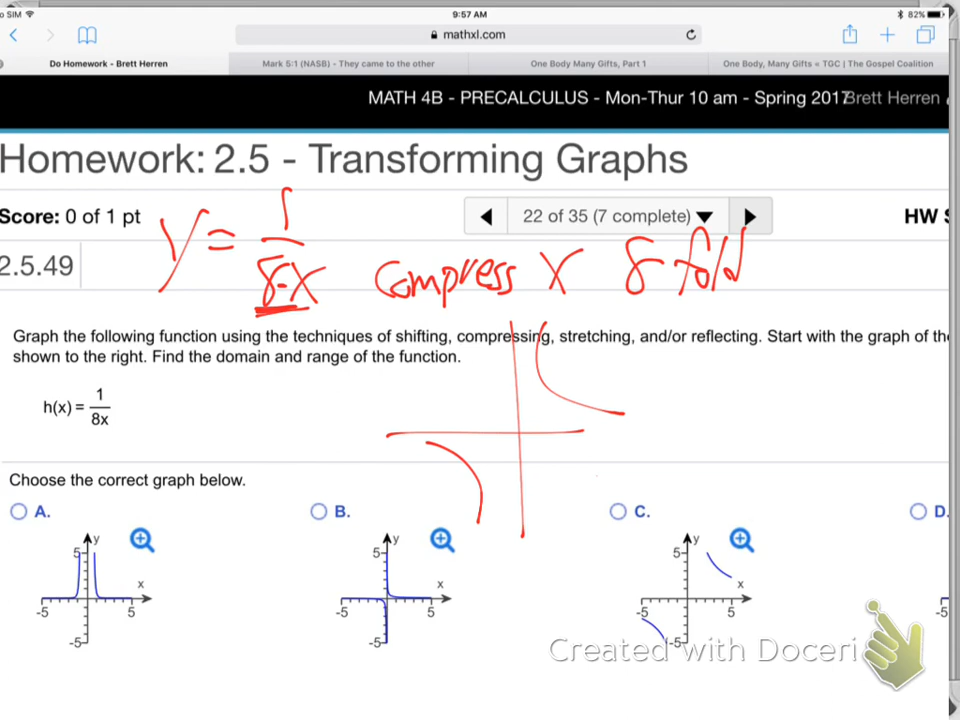 o SIM 9:57 AM 82%
mathxl.com
Do Homework - Brett Herren Mark 5:1 (NASB) - They came to the other One Body Many Gifts, Part 1 One Body, Many Gifts « TGC | The Gospel Coalition
MATH 4B - PRECALCULUS - Mon-Thur 10 am - Spring 2017 Brett Herren
Homework: 2.5 - Transforming Graphs
Score: 0 of 1 pt 22 of 35 (7 complete) HW S
2.5.49
y = 1
8·x compress x 8 fold
Graph the following function using the techniques of shifting, compressing, stretching, and/or reflecting. Start with the graph of the
shown to the right. Find the domain and range of the function.
h(x) = 1
8x
Choose the correct graph below.
A. B. C. D.
5 y 5 y 5 y
x x x
-5 5 -5 5 -5 5 -5
-5 -5 -5
Created with Doceri